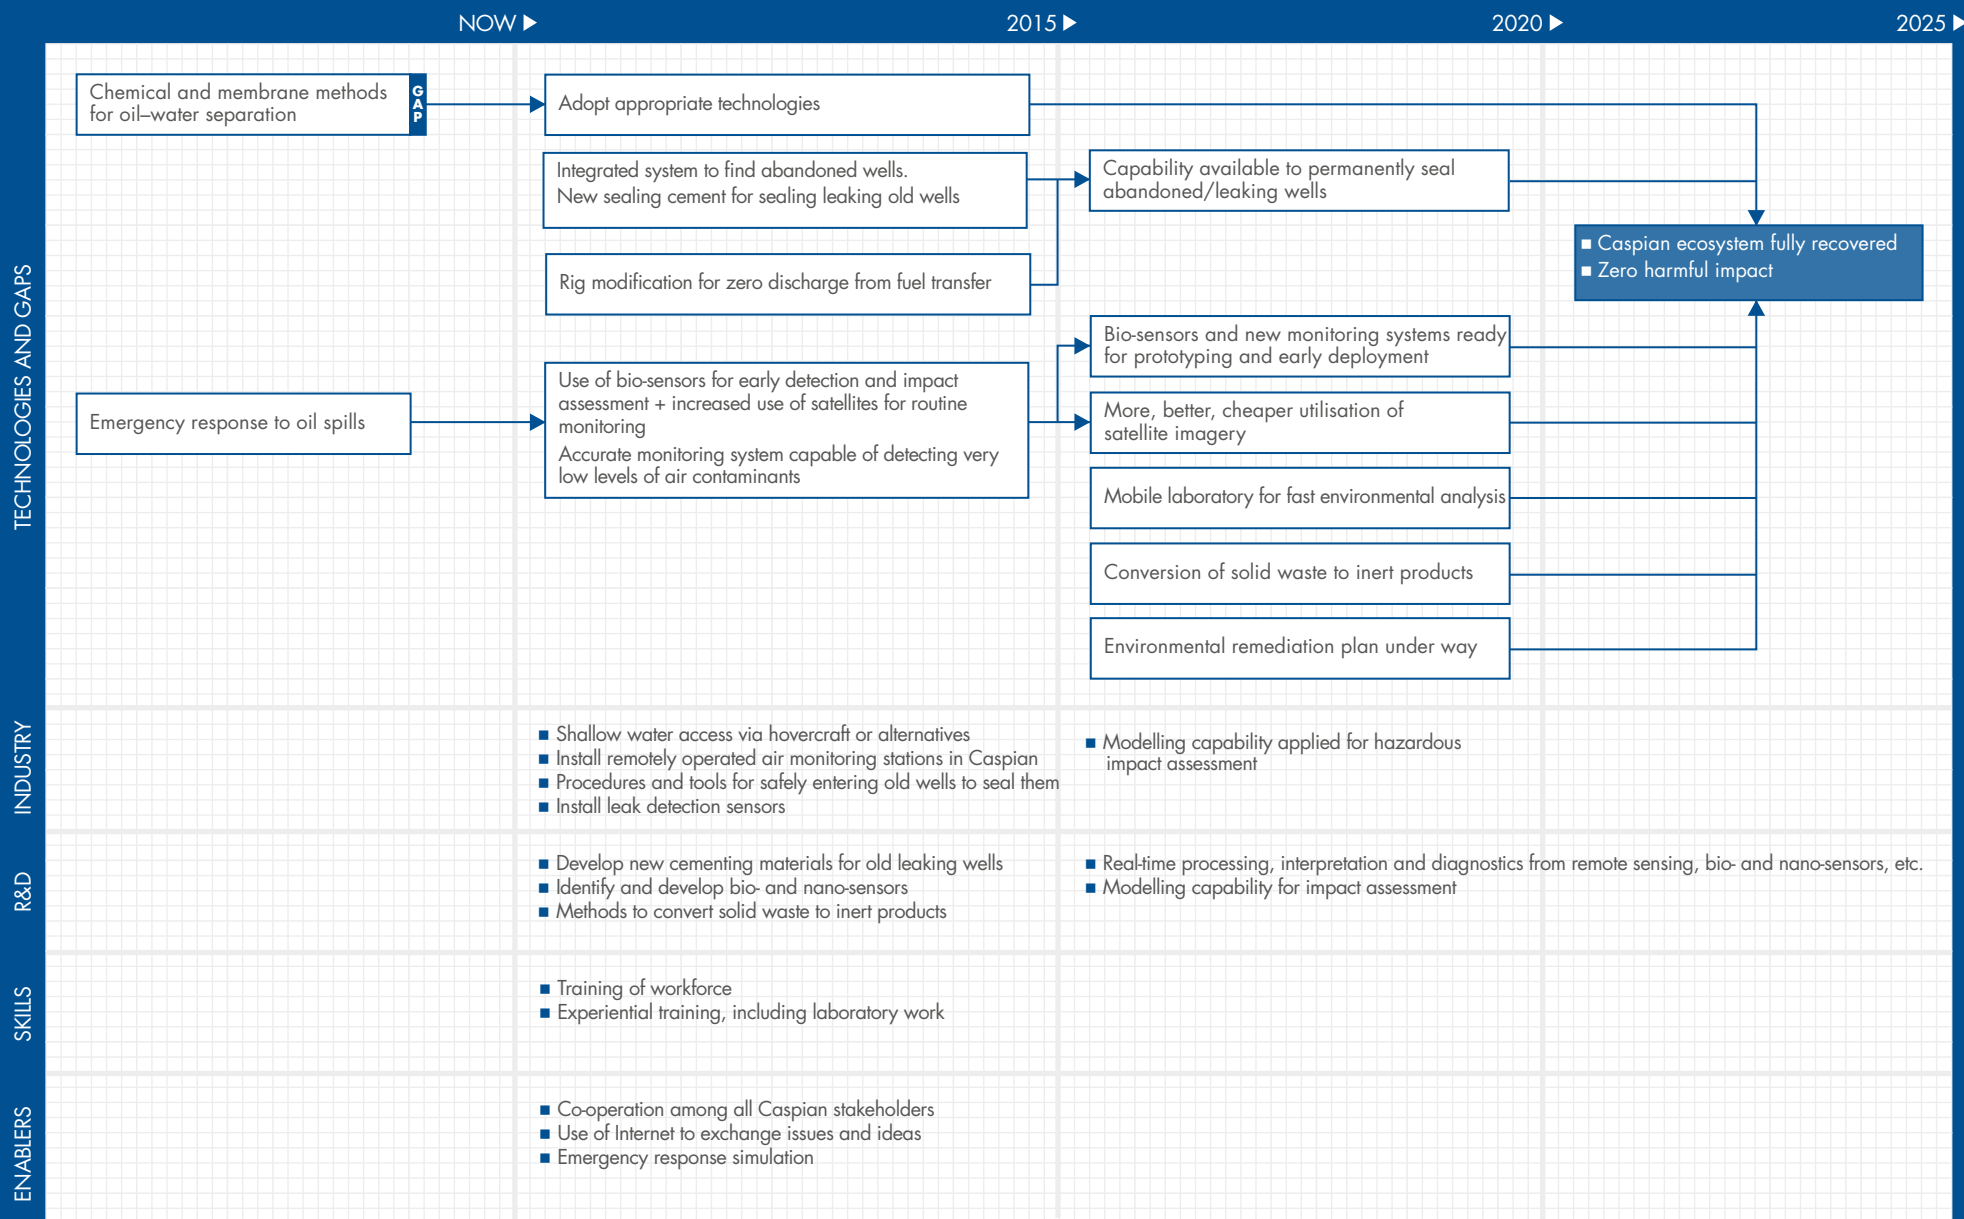 NOW
2015
2020
2025
TECHNOLOGIES AND GAPS
Chemical and membrane methods
for oil–water separation
GAP
Adopt appropriate technologies
Integrated system to find abandoned wells.
New sealing cement for sealing leaking old wells
Capability available to permanently seal
abandoned/leaking wells
Rig modification for zero discharge from fuel transfer
Caspian ecosystem fully recovered
Zero harmful impact
Emergency response to oil spills
Use of bio-sensors for early detection and impact
assessment + increased use of satellites for routine
monitoring
Accurate monitoring system capable of detecting very
low levels of air contaminants
Bio-sensors and new monitoring systems ready
for prototyping and early deployment
More, better, cheaper utilisation of
satellite imagery
Mobile laboratory for fast environmental analysis
Conversion of solid waste to inert products
Environmental remediation plan under way
INDUSTRY
Shallow water access via hovercraft or alternatives
Install remotely operated air monitoring stations in Caspian
Procedures and tools for safely entering old wells to seal them
Install leak detection sensors
Modelling capability applied for hazardous
impact assessment
R&D
Develop new cementing materials for old leaking wells
Identify and develop bio- and nano-sensors
Methods to convert solid waste to inert products
Real-time processing, interpretation and diagnostics from remote sensing, bio- and nano-sensors, etc.
Modelling capability for impact assessment
SKILLS
Training of workforce
Experiential training, including laboratory work
ENABLERS
Co-operation among all Caspian stakeholders
Use of Internet to exchange issues and ideas
Emergency response simulation